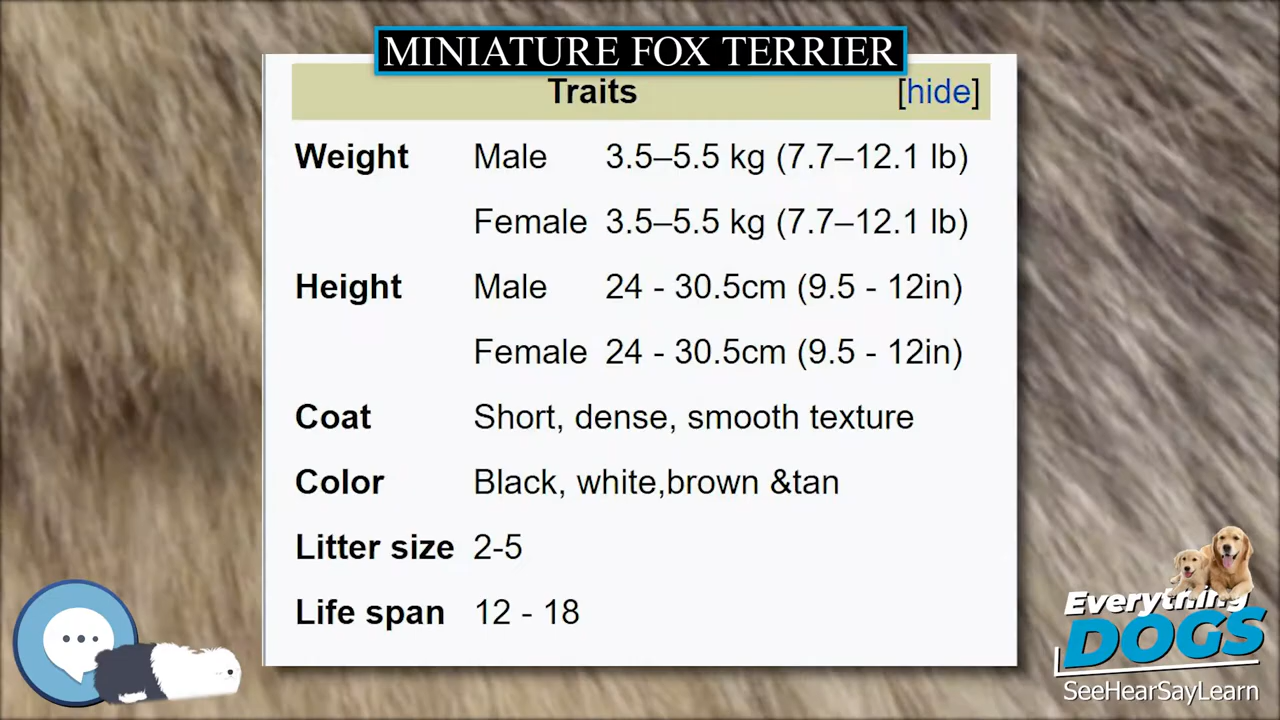 MINIATURE FOX TERRIER
Traits [hide]
Weight Male 3.5–5.5 kg (7.7–12.1 lb)
Female 3.5–5.5 kg (7.7–12.1 lb)
Height Male 24 - 30.5cm (9.5 - 12in)
Female 24 - 30.5cm (9.5 - 12in)
Coat Short, dense, smooth texture
Color Black, white,brown &tan
Litter size 2-5
Life span 12 - 18
Everything
DOGS
SeeHearSayLearn